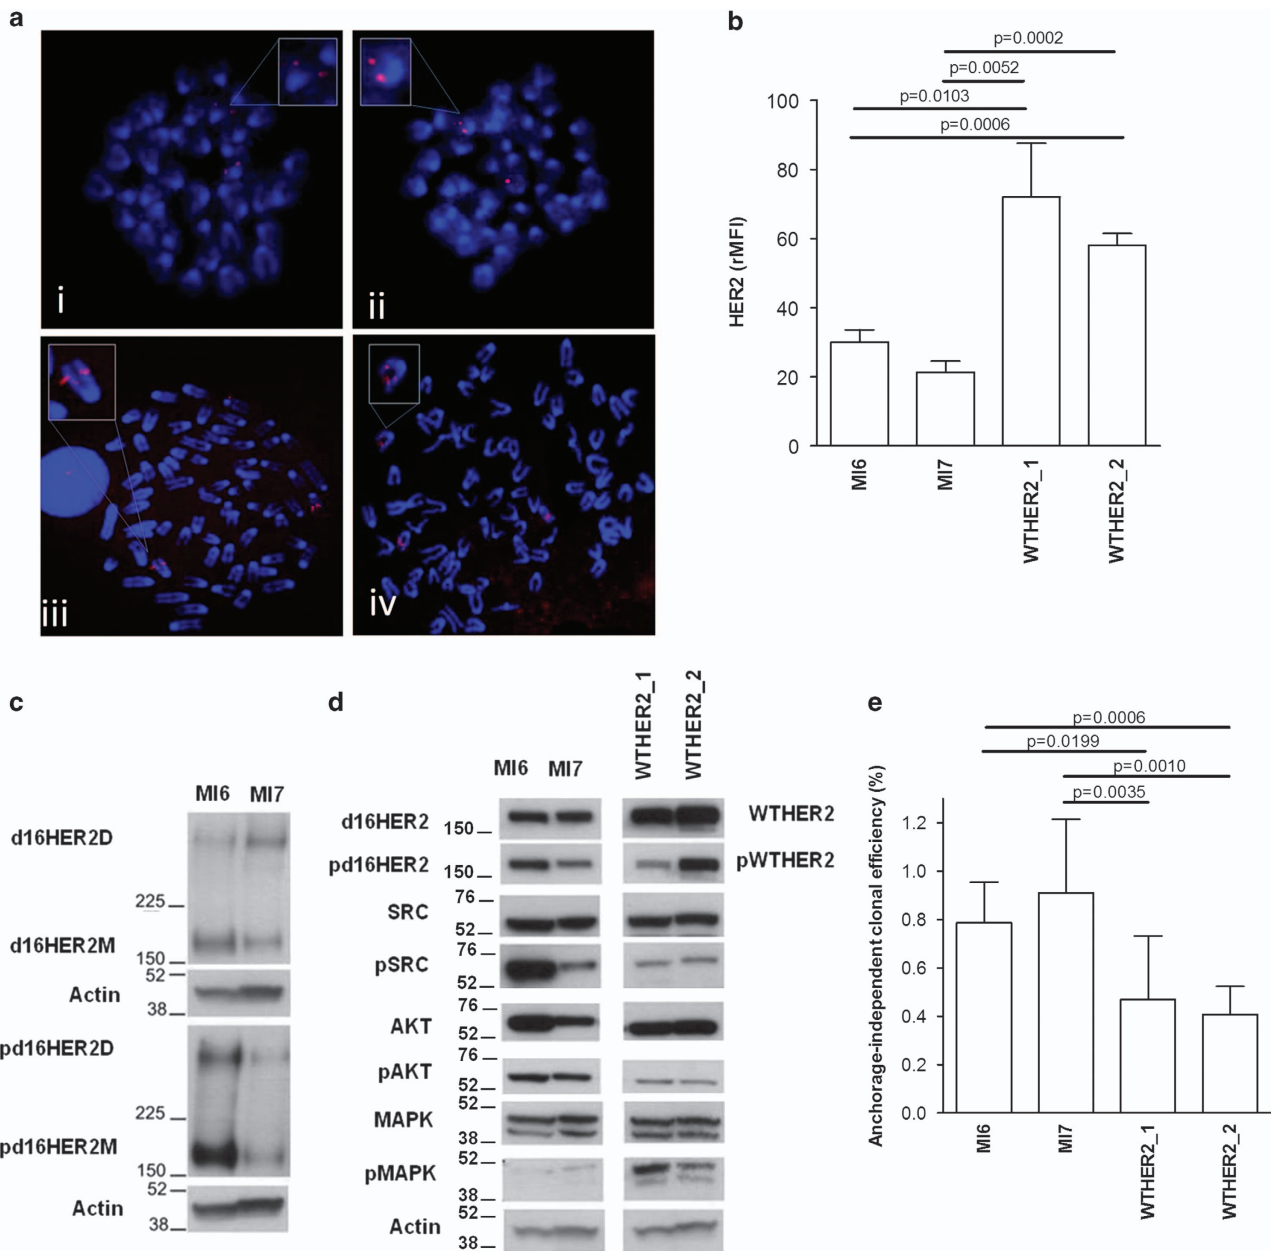 a
i
ii
iii
iv
b
p=0.0002
p=0.0052
p=0.0103
p=0.0006
HER2 (rMFI)
100
80
60
40
20
0
MI6
MI7
WTHER2_1
WTHER2_2
c
MI6 MI7
d16HER2D
225
d16HER2M
150
52
Actin
38
pd16HER2D
225
pd16HER2M
150
52
Actin
38
d
MI6 MI7
WTHER2_1
WTHER2_2
d16HER2
150
WTHER2
pd16HER2
150
pWTHER2
76
SRC
52
76
pSRC
52
76
AKT
52
76
pAKT
52
52
MAPK
38
52
pMAPK
38
52
Actin
38
e
p=0.0006
p=0.0199
p=0.0010
p=0.0035
Anchorage-independent clonal efficiency (%)
1.2
1.0
0.8
0.6
0.4
0.2
0.0
MI6
MI7
WTHER2_1
WTHER2_2